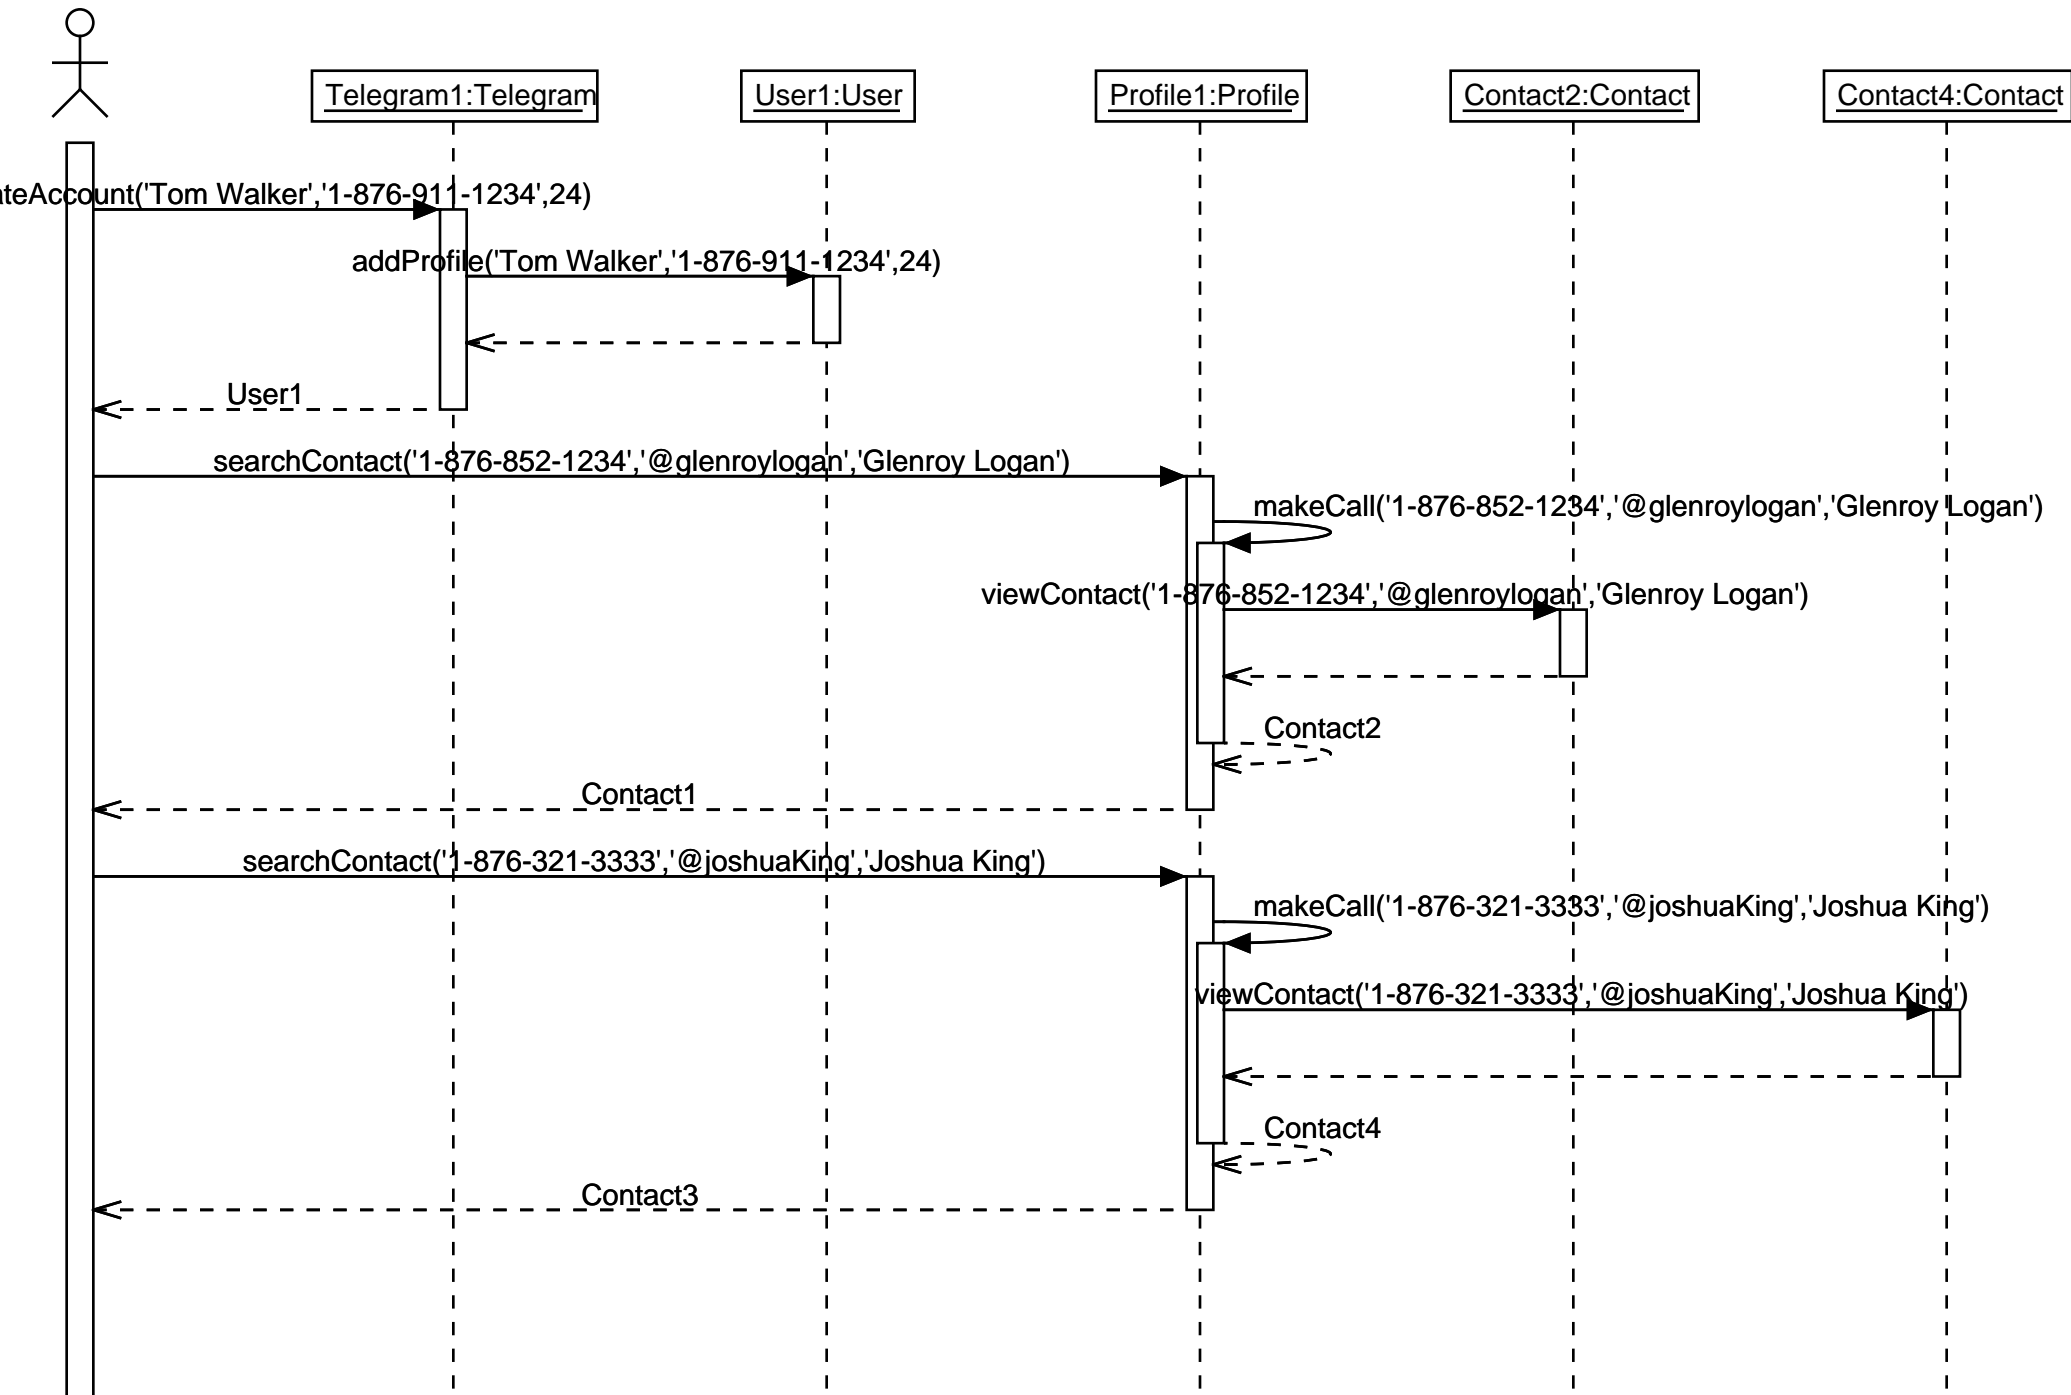 Telegram1:Telegram
User1:User
Profile1:Profile
Contact2:Contact
Contact4:Contact
ateAccount('Tom Walker','1-876-911-1234',24)
addProfile('Tom Walker','1-876-911-1234',24)
User1
searchContact('1-876-852-1234','@glenroylogan','Glenroy Logan')
makeCall('1-876-852-1234','@glenroylogan','Glenroy Logan')
viewContact('1-876-852-1234','@glenroylogan','Glenroy Logan')
Contact2
Contact1
searchContact('1-876-321-3333','@joshuaKing','Joshua King')
makeCall('1-876-321-3333','@joshuaKing','Joshua King')
viewContact('1-876-321-3333','@joshuaKing','Joshua King')
Contact4
Contact3